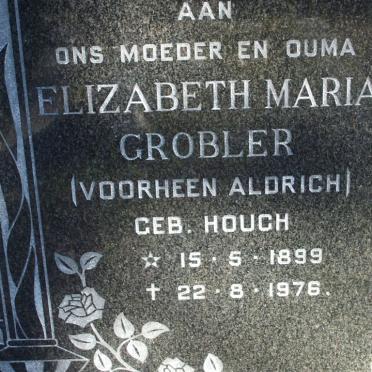 AAN
ONS MOEDER EN OUMA
ELIZABETH MARIA
GROBLER
(VOORHEEN ALDRICH)
GEB. HOUGH
☆ 15 · 5 · 1899
✝ 22 · 8 · 1976.